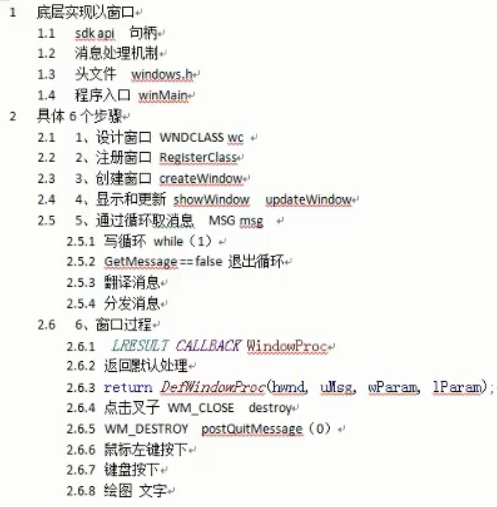 1 底层实现以窗口
1.1 sdk api 句柄
1.2 消息处理机制
1.3 头文件 windows.h
1.4 程序入口 winMain
2 具体6个步骤
2.1 1、设计窗口 WNDCLASS wc
2.2 2、注册窗口 RegisterClass
2.3 3、创建窗口 createWindow
2.4 4、显示和更新 showWindow updateWindow
2.5 5、通过循环取消息 MSG msg
2.5.1 写循环 while（1）
2.5.2 GetMessage==false 退出循环
2.5.3 翻译消息
2.5.4 分发消息
2.6 6、窗口过程
2.6.1 LRESULT CALLBACK WindowProc
2.6.2 返回默认处理
2.6.3 return DefWindowProc(hwnd, uMsg, wParam, lParam);
2.6.4 点击叉子 WM_CLOSE destroy
2.6.5 WM_DESTROY postQuitMessage（0）
2.6.6 鼠标左键按下
2.6.7 键盘按下
2.6.8 绘图 文字